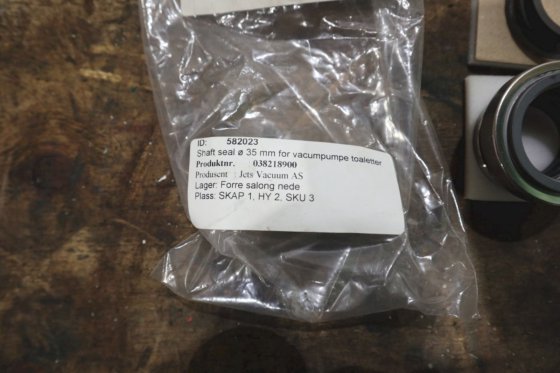 ID: 582023
Shaft seal ø 35 mm for vacumpumpe toaletter
Produktnr. 038218900
Produsent : Jets Vacuum AS
Lager: Forre salong nede
Plass: SKAP 1, HY 2, SKU 3